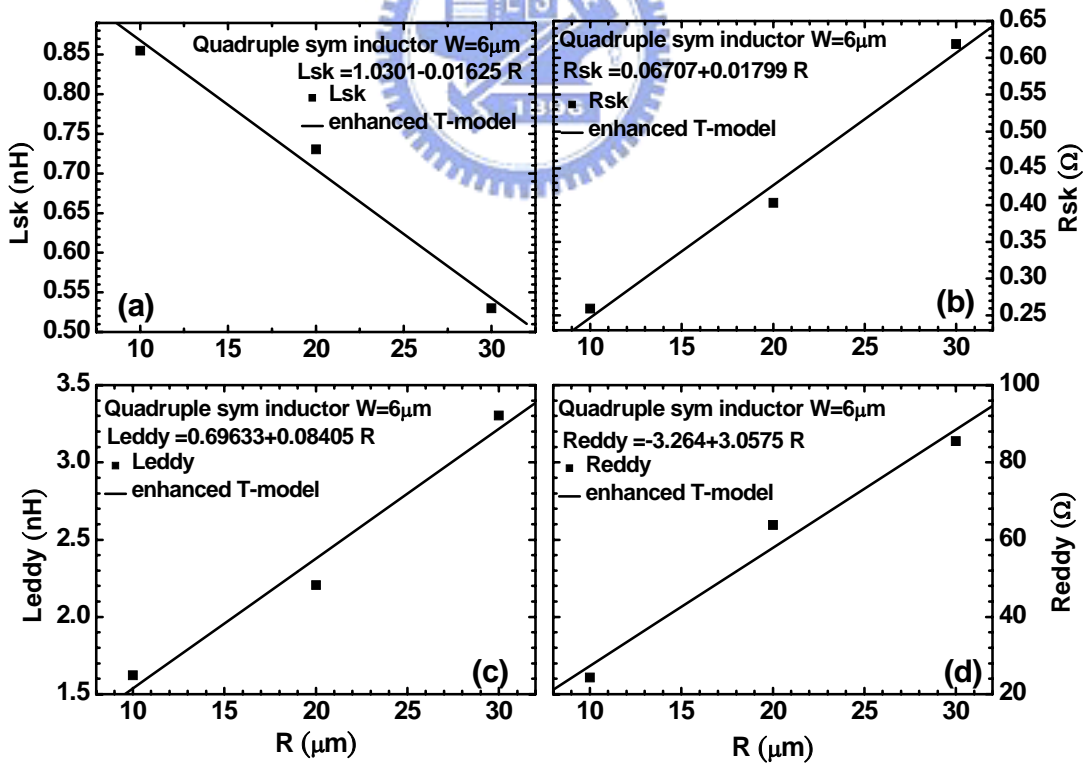 Quadruple sym inductor W=6μm
Lsk =1.0301-0.01625 R
Lsk
enhanced T-model
(a)
Lsk (nH)
0.85
0.80
0.75
0.70
0.65
0.60
0.55
0.50
10 15 20 25 30
Quadruple sym inductor W=6μm
Rsk =0.06707+0.01799 R
Rsk
enhanced T-model
(b)
Rsk (Ω)
0.65
0.60
0.55
0.50
0.45
0.40
0.35
0.30
0.25
0.23
10 15 20 25 30
1896
Quadruple sym inductor W=6μm
Leddy =0.69633+0.08405 R
Leddy
enhanced T-model
(c)
Leddy (nH)
3.5
3.0
2.5
2.0
1.5
10 15 20 25 30
R (μm)
Quadruple sym inductor W=6μm
Reddy =-3.264+3.0575 R
Reddy
enhanced T-model
(d)
Reddy (Ω)
100
80
60
40
20
10 15 20 25 30
R (μm)